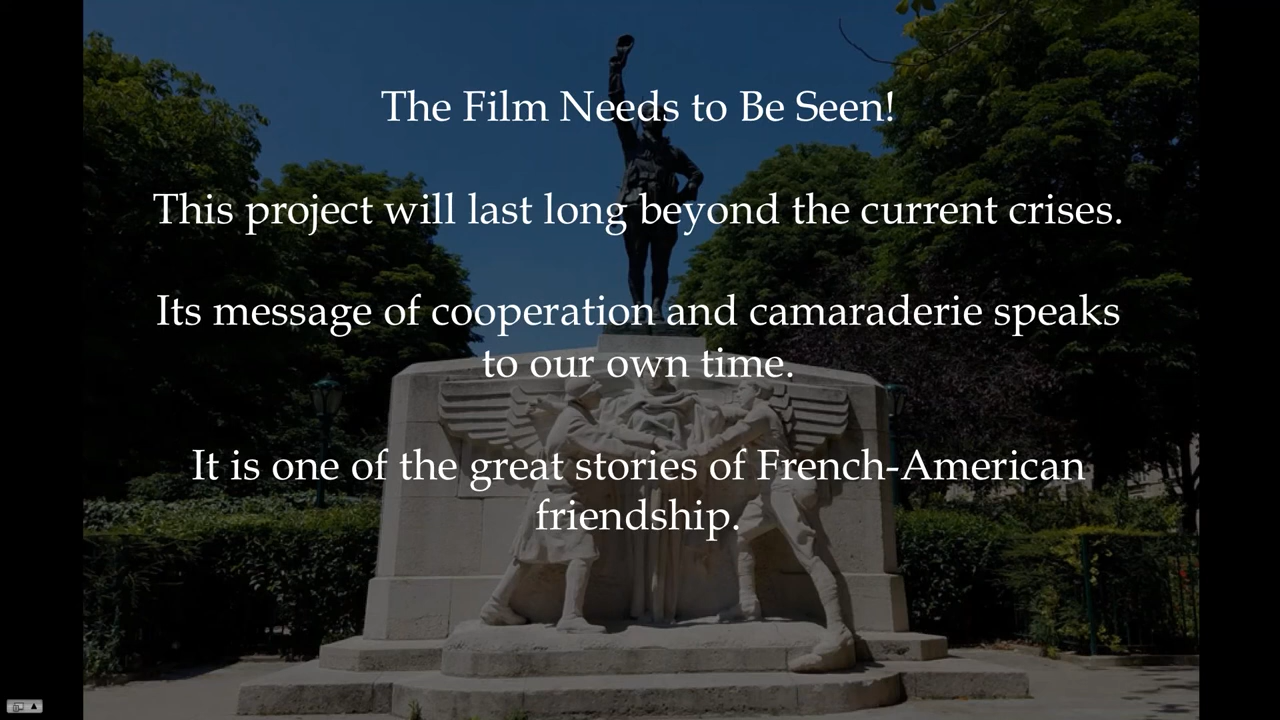 The Film Needs to Be Seen!
This project will last long beyond the current crises.
Its message of cooperation and camaraderie speaks
to our own time.
It is one of the great stories of French-American
friendship.